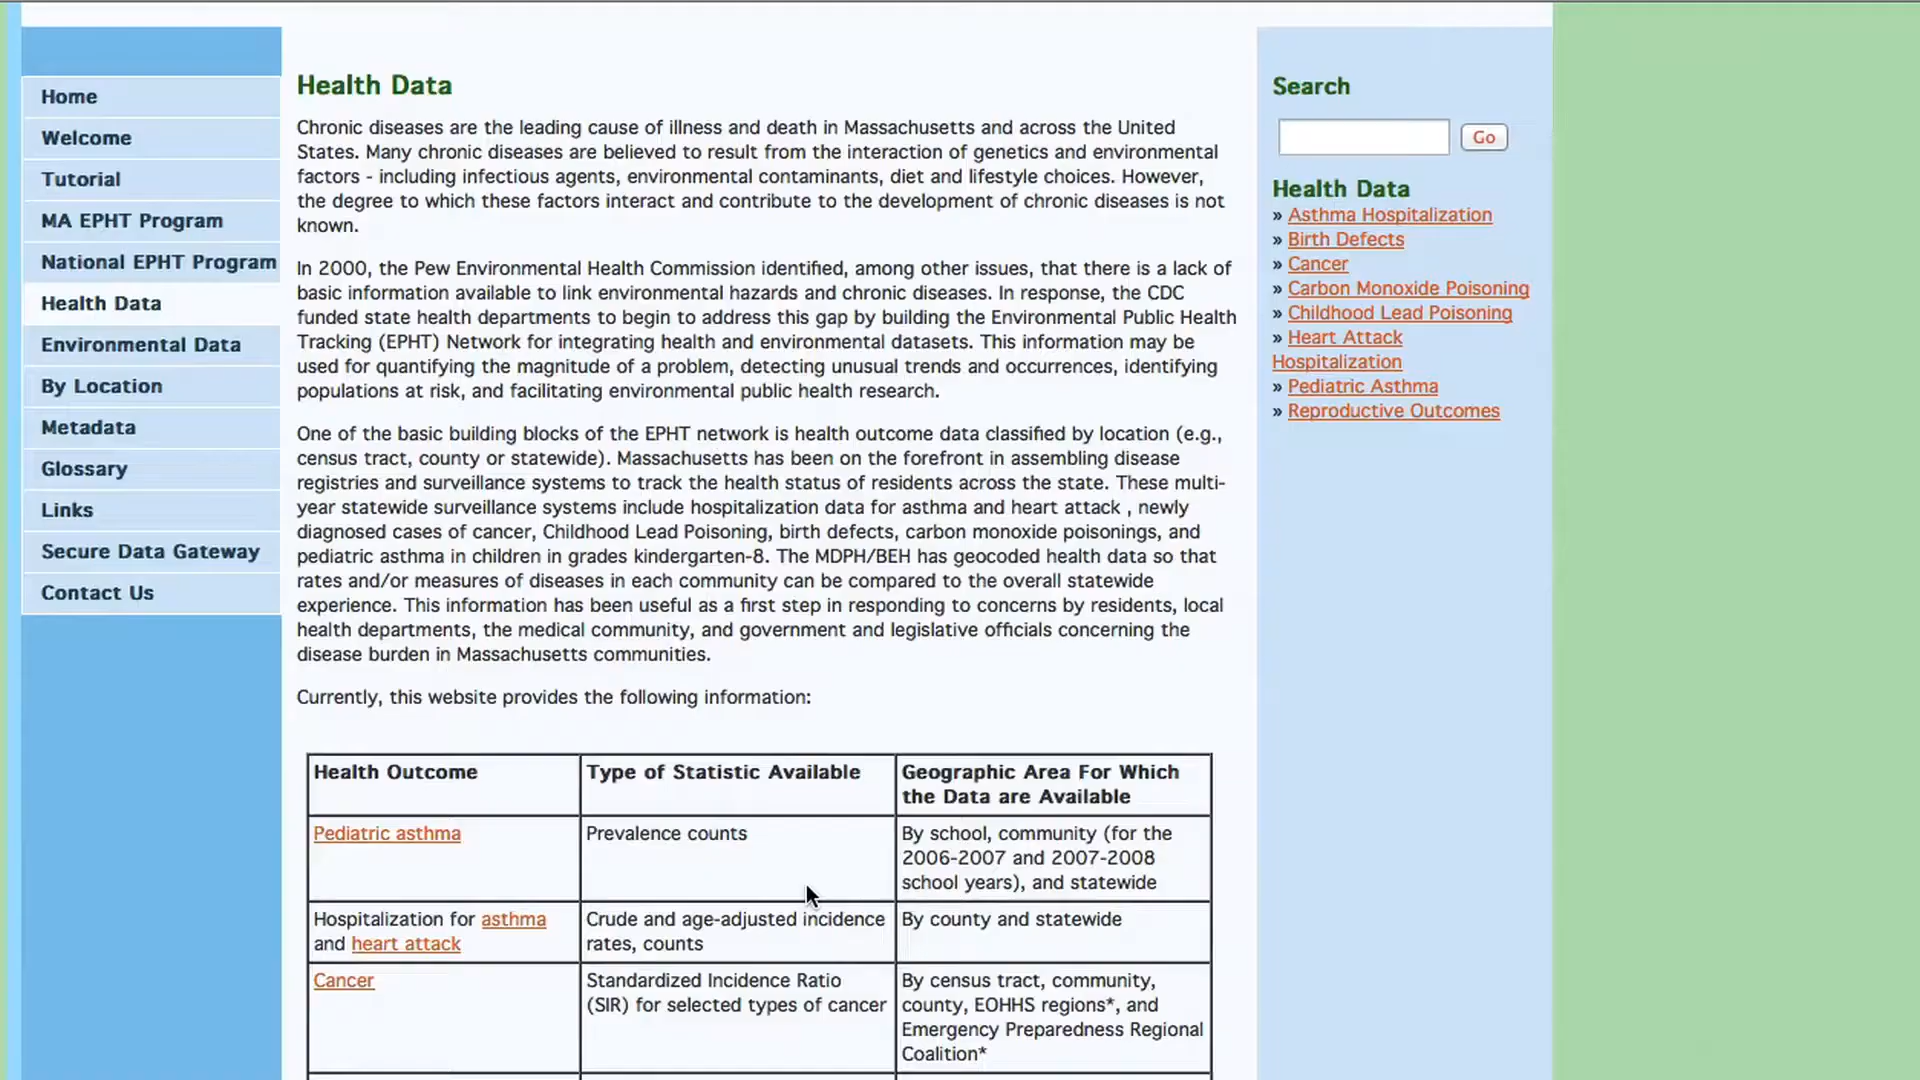 Home
Welcome
Tutorial
MA EPHT Program
National EPHT Program
Health Data
Environmental Data
By Location
Metadata
Glossary
Links
Secure Data Gateway
Contact Us
Health Data
Chronic diseases are the leading cause of illness and death in Massachusetts and across the United
States. Many chronic diseases are believed to result from the interaction of genetics and environmental
factors - including infectious agents, environmental contaminants, diet and lifestyle choices. However,
the degree to which these factors interact and contribute to the development of chronic diseases is not
known.
In 2000, the Pew Environmental Health Commission identified, among other issues, that there is a lack of
basic information available to link environmental hazards and chronic diseases. In response, the CDC
funded state health departments to begin to address this gap by building the Environmental Public Health
Tracking (EPHT) Network for integrating health and environmental datasets. This information may be
used for quantifying the magnitude of a problem, detecting unusual trends and occurrences, identifying
populations at risk, and facilitating environmental public health research.
One of the basic building blocks of the EPHT network is health outcome data classified by location (e.g.,
census tract, county or statewide). Massachusetts has been on the forefront in assembling disease
registries and surveillance systems to track the health status of residents across the state. These multi-
year statewide surveillance systems include hospitalization data for asthma and heart attack , newly
diagnosed cases of cancer, Childhood Lead Poisoning, birth defects, carbon monoxide poisonings, and
pediatric asthma in children in grades kindergarten-8. The MDPH/BEH has geocoded health data so that
rates and/or measures of diseases in each community can be compared to the overall statewide
experience. This information has been useful as a first step in responding to concerns by residents, local
health departments, the medical community, and government and legislative officials concerning the
disease burden in Massachusetts communities.
Currently, this website provides the following information:
Health Outcome
Type of Statistic Available
Geographic Area For Which
the Data are Available
Pediatric asthma
Prevalence counts
By school, community (for the
2006-2007 and 2007-2008
school years), and statewide
Hospitalization for asthma
and heart attack
Crude and age-adjusted incidence
rates, counts
By county and statewide
Cancer
Standardized Incidence Ratio
(SIR) for selected types of cancer
By census tract, community,
county, EOHHS regions*, and
Emergency Preparedness Regional
Coalition*
Search
Go
Health Data
» Asthma Hospitalization
» Birth Defects
» Cancer
» Carbon Monoxide Poisoning
» Childhood Lead Poisoning
» Heart Attack
Hospitalization
» Pediatric Asthma
» Reproductive Outcomes